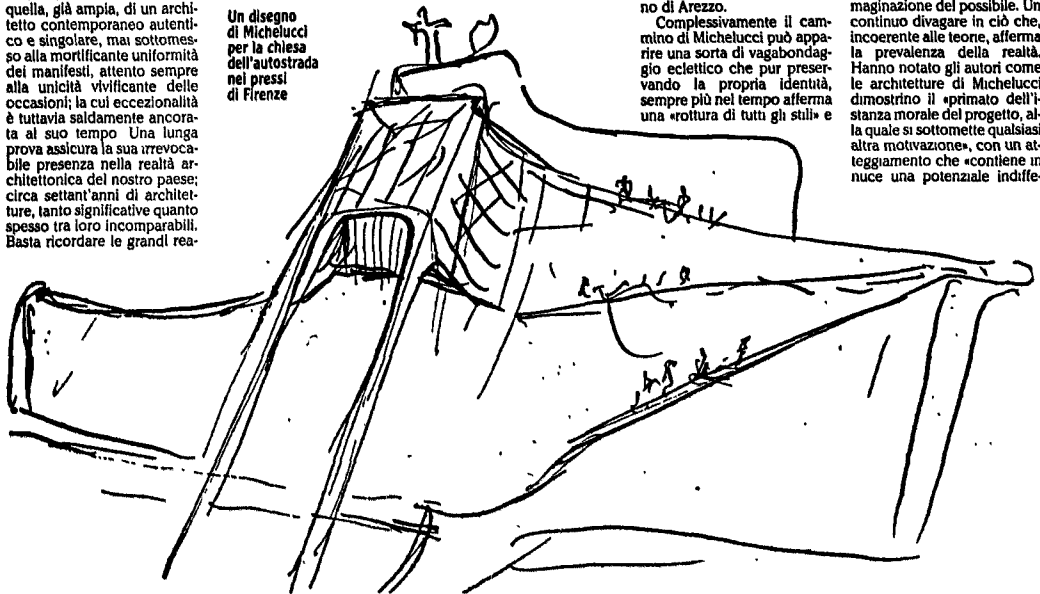 quella, già ampia, di un archi-
tetto contemporaneo autenti-
co e singolare, mai sottomes-
so alla mortificante uniformità
dei manifesti, attento sempre
alla unicità vivificante delle
occasioni; la cui eccezionalità
è tuttavia saldamente ancora-
ta al suo tempo Una lunga
prova assicura la sua irrevoca-
bile presenza nella realtà ar-
chitettonica del nostro paese;
circa settant'anni di architet-
ture, tanto significative quanto
spesso tra loro incomparabili.
Basta ricordare le grandi rea-
Un disegno
di Michelucci
per la chiesa
dell'autostrada
nei pressi
di Firenze
no di Arezzo.
Complessivamente il cam-
mino di Michelucci può appa-
rire una sorta di vagabondag-
gio eclettico che pur preser-
vando la propria identità,
sempre più nel tempo afferma
una «rottura di tutti gli stili» e
maginazione del possibile. Un
continuo divagare in ciò che,
incoerente alle teorie, afferma
la prevalenza della realtà.
Hanno notato gli autori come
le architetture di Michelucci
dimostrino il «primato dell'i-
stanza morale del progetto, al-
la quale si sottomette qualsiasi
altra motivazione», con un at-
teggiamento che «contiene in
nuce una potenziale indiffe-